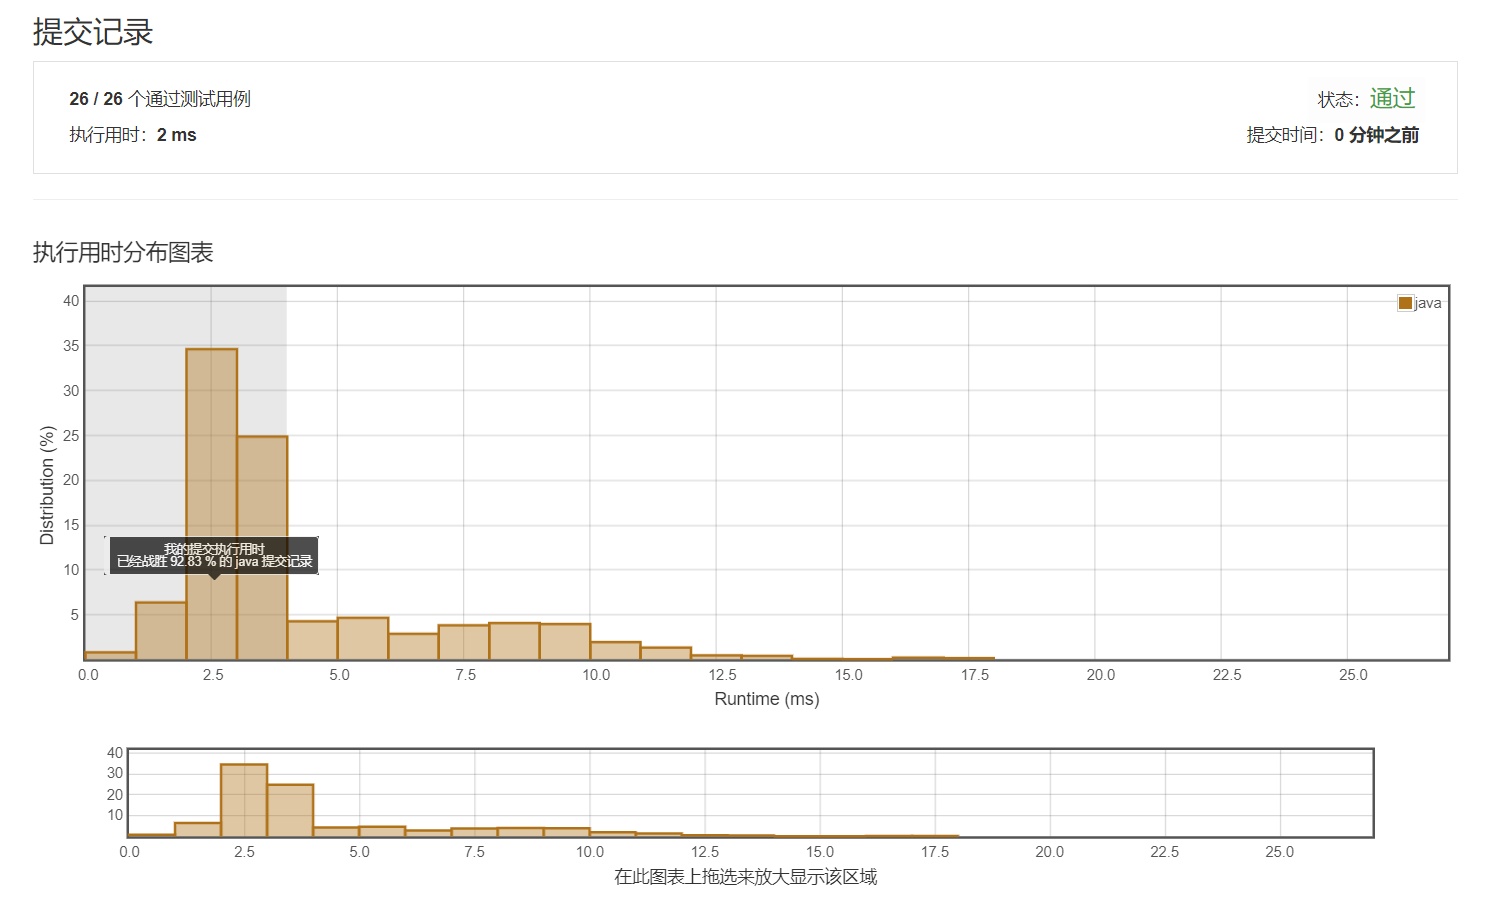 提交记录
26 / 26 个通过测试用例
状态：通过
执行用时：2 ms
提交时间：0 分钟之前
执行用时分布图表
java
40
35
30
25
20
15
10
5
Distribution (%)
我的提交执行用时
已经战胜 92.83 % 的 java 提交记录
0.0 2.5 5.0 7.5 10.0 12.5 15.0 17.5 20.0 22.5 25.0
Runtime (ms)
40
30
20
10
0.0 2.5 5.0 7.5 10.0 12.5 15.0 17.5 20.0 22.5 25.0
在此图表上拖选来放大显示该区域